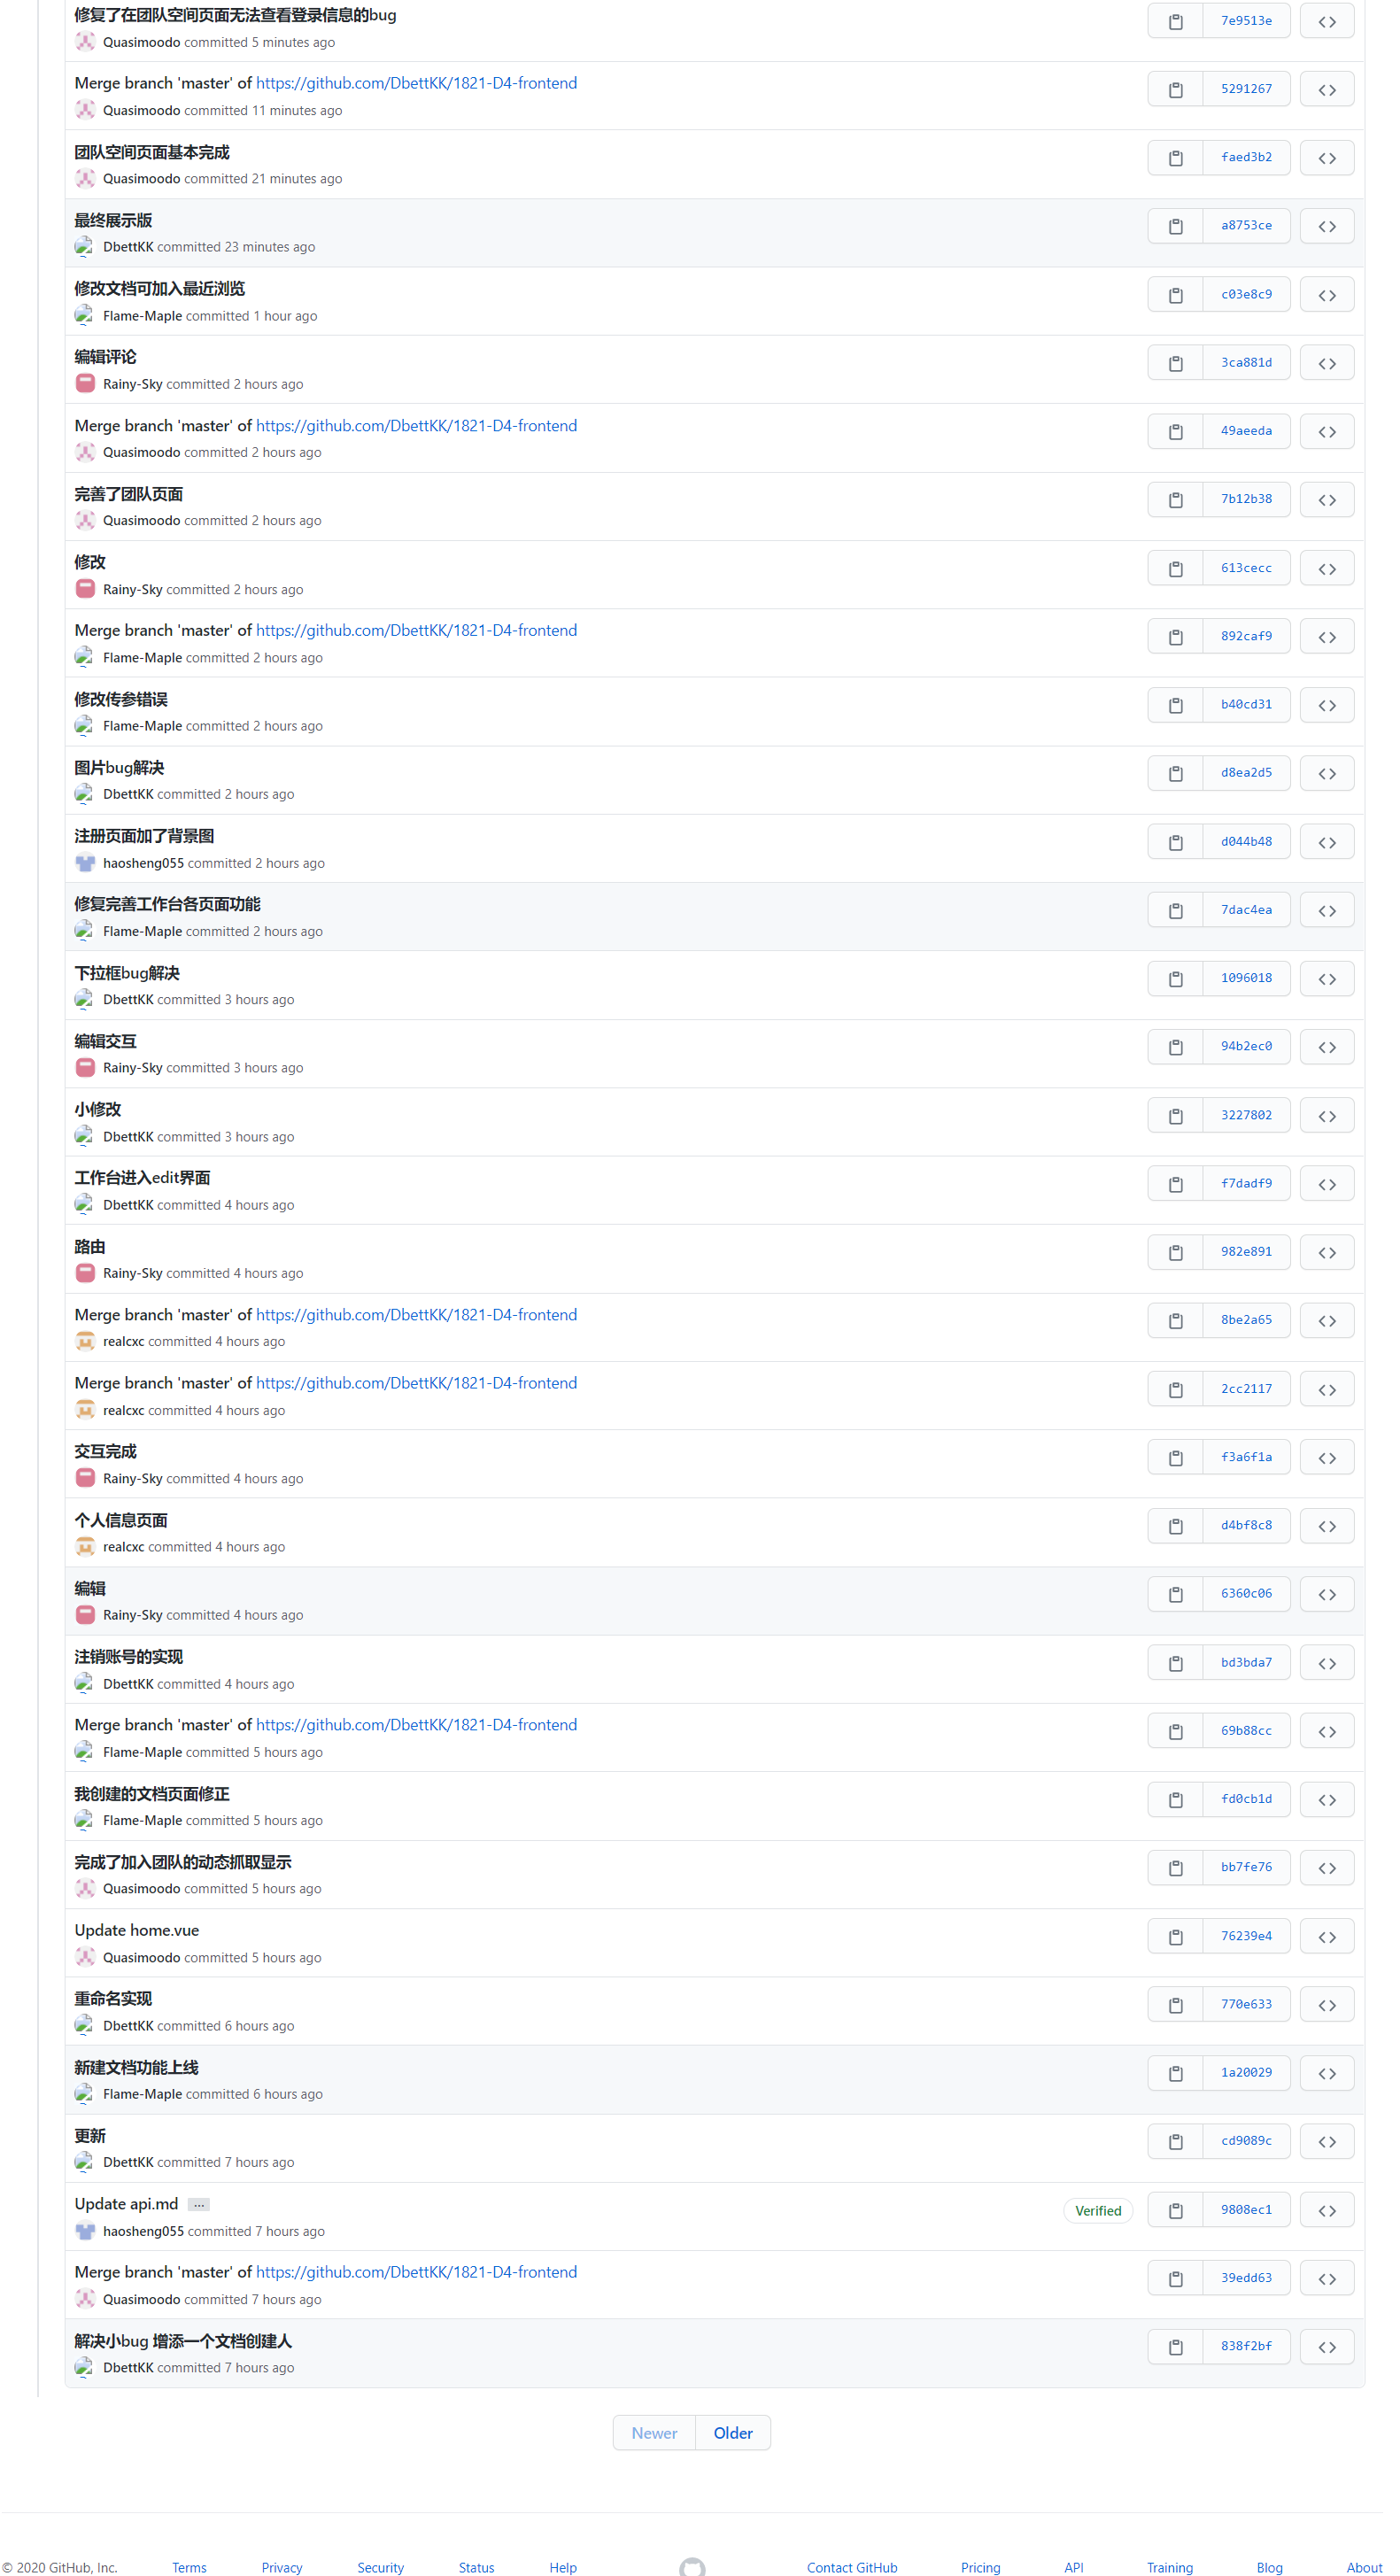 修复了在团队空间页面无法查看登录信息的bug
7e9513e
Quasimoodo committed 5 minutes ago
Merge branch 'master' of https://github.com/DbettKK/1821-D4-frontend
5291267
Quasimoodo committed 11 minutes ago
团队空间页面基本完成
faed3b2
Quasimoodo committed 21 minutes ago
最终展示版
a8753ce
DbettKK committed 23 minutes ago
修改文档可加入最近浏览
c03e8c9
Flame-Maple committed 1 hour ago
编辑评论
3ca881d
Rainy-Sky committed 2 hours ago
Merge branch 'master' of https://github.com/DbettKK/1821-D4-frontend
49aeeda
Quasimoodo committed 2 hours ago
完善了团队页面
7b12b38
Quasimoodo committed 2 hours ago
修改
613cecc
Rainy-Sky committed 2 hours ago
Merge branch 'master' of https://github.com/DbettKK/1821-D4-frontend
892caf9
Flame-Maple committed 2 hours ago
修改传参错误
b40cd31
Flame-Maple committed 2 hours ago
图片bug解决
d8ea2d5
DbettKK committed 2 hours ago
注册页面加了背景图
d044b48
haosheng055 committed 2 hours ago
修复完善工作台各页面功能
7dac4ea
Flame-Maple committed 2 hours ago
下拉框bug解决
1096018
DbettKK committed 3 hours ago
编辑交互
94b2ec0
Rainy-Sky committed 3 hours ago
小修改
3227802
DbettKK committed 3 hours ago
工作台进入edit界面
f7dadf9
DbettKK committed 4 hours ago
路由
982e891
Rainy-Sky committed 4 hours ago
Merge branch 'master' of https://github.com/DbettKK/1821-D4-frontend
8be2a65
realcxc committed 4 hours ago
Merge branch 'master' of https://github.com/DbettKK/1821-D4-frontend
2cc2117
realcxc committed 4 hours ago
交互完成
f3a6f1a
Rainy-Sky committed 4 hours ago
个人信息页面
d4bf8c8
realcxc committed 4 hours ago
编辑
6360c06
Rainy-Sky committed 4 hours ago
注销账号的实现
bd3bda7
DbettKK committed 4 hours ago
Merge branch 'master' of https://github.com/DbettKK/1821-D4-frontend
69b88cc
Flame-Maple committed 5 hours ago
我创建的文档页面修正
fd0cb1d
Flame-Maple committed 5 hours ago
完成了加入团队的动态抓取显示
bb7fe76
Quasimoodo committed 5 hours ago
Update home.vue
76239e4
Quasimoodo committed 5 hours ago
重命名实现
770e633
DbettKK committed 6 hours ago
新建文档功能上线
1a20029
Flame-Maple committed 6 hours ago
更新
cd9089c
DbettKK committed 7 hours ago
Update api.md ...
Verified 9808ec1
haosheng055 committed 7 hours ago
Merge branch 'master' of https://github.com/DbettKK/1821-D4-frontend
39edd63
Quasimoodo committed 7 hours ago
解决小bug 增添一个文档创建人
838f2bf
DbettKK committed 7 hours ago
Newer Older
© 2020 GitHub, Inc. Terms Privacy Security Status Help Contact GitHub Pricing API Training Blog About